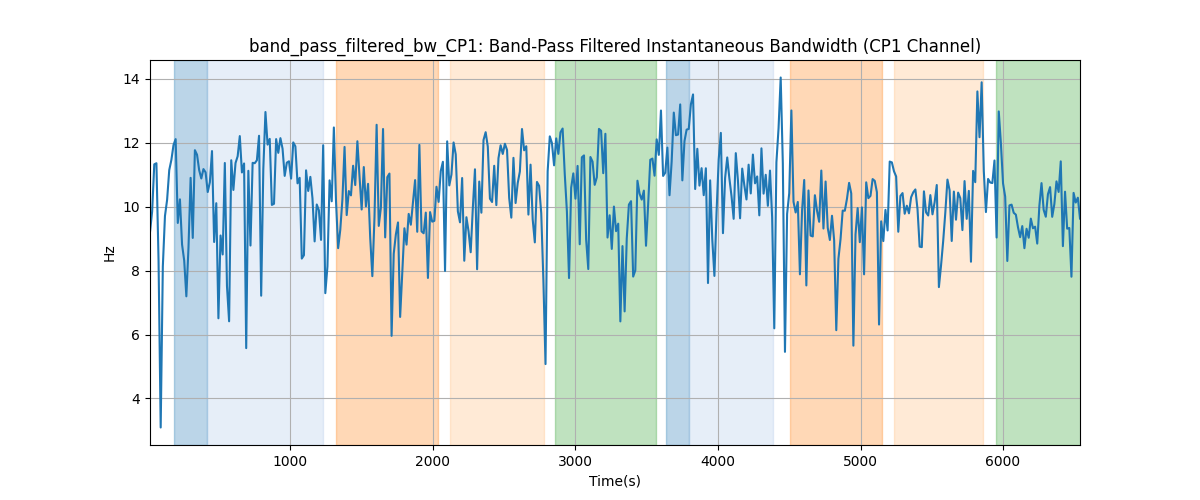 band_pass_filtered_bw_CP1: Band-Pass Filtered Instantaneous Bandwidth (CP1 Channel)
14
12
10
8
6
4
Hz
1000 2000 3000 4000 5000 6000
Time(s)